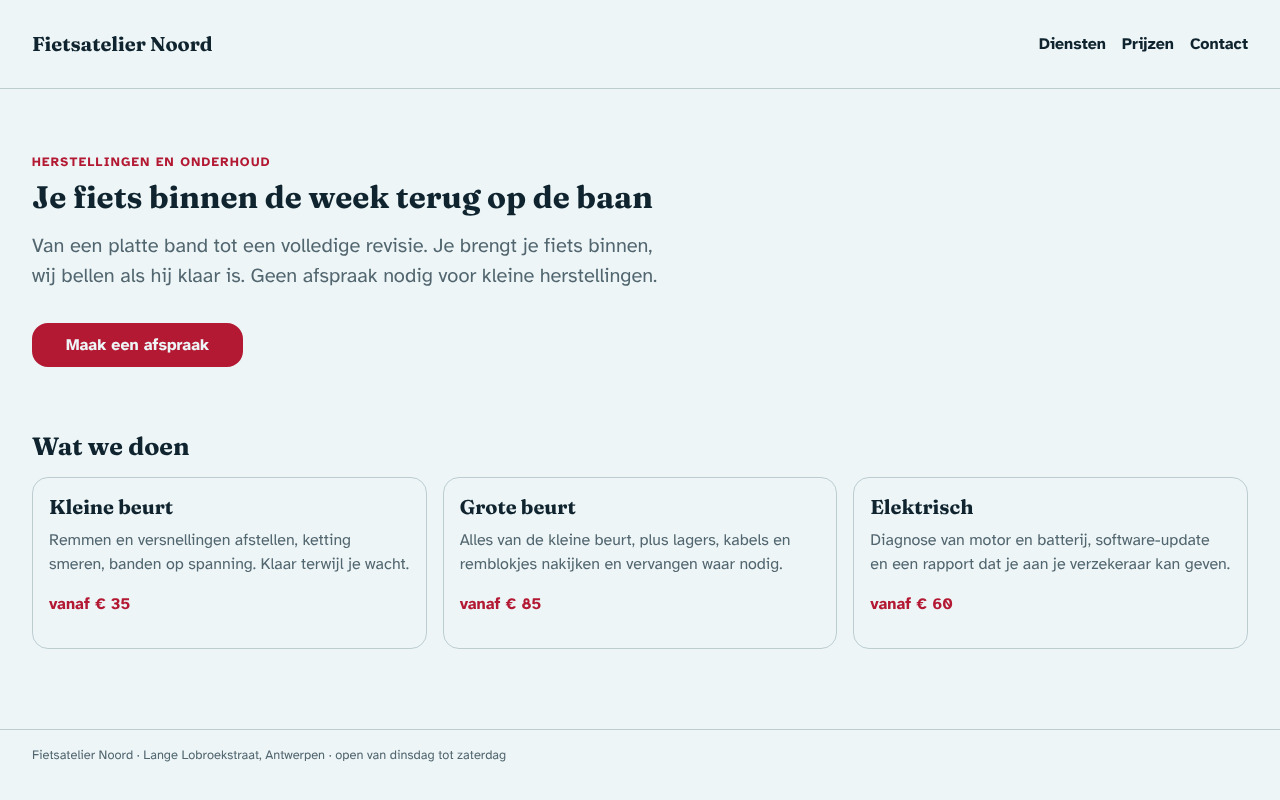 Fietsatelier Noord
Diensten Prijzen Contact
HERSTELLINGEN EN ONDERHOUD
Je fiets binnen de week terug op de baan
Van een platte band tot een volledige revisie. Je brengt je fiets binnen,
wij bellen als hij klaar is. Geen afspraak nodig voor kleine herstellingen.
Maak een afspraak
Wat we doen
Kleine beurt
Remmen en versnellingen afstellen, ketting
smeren, banden op spanning. Klaar terwijl je wacht.
vanaf € 35
Grote beurt
Alles van de kleine beurt, plus lagers, kabels en
remblokjes nakijken en vervangen waar nodig.
vanaf € 85
Elektrisch
Diagnose van motor en batterij, software-update
en een rapport dat je aan je verzekeraar kan geven.
vanaf € 60
Fietsatelier Noord · Lange Lobroekstraat, Antwerpen · open van dinsdag tot zaterdag